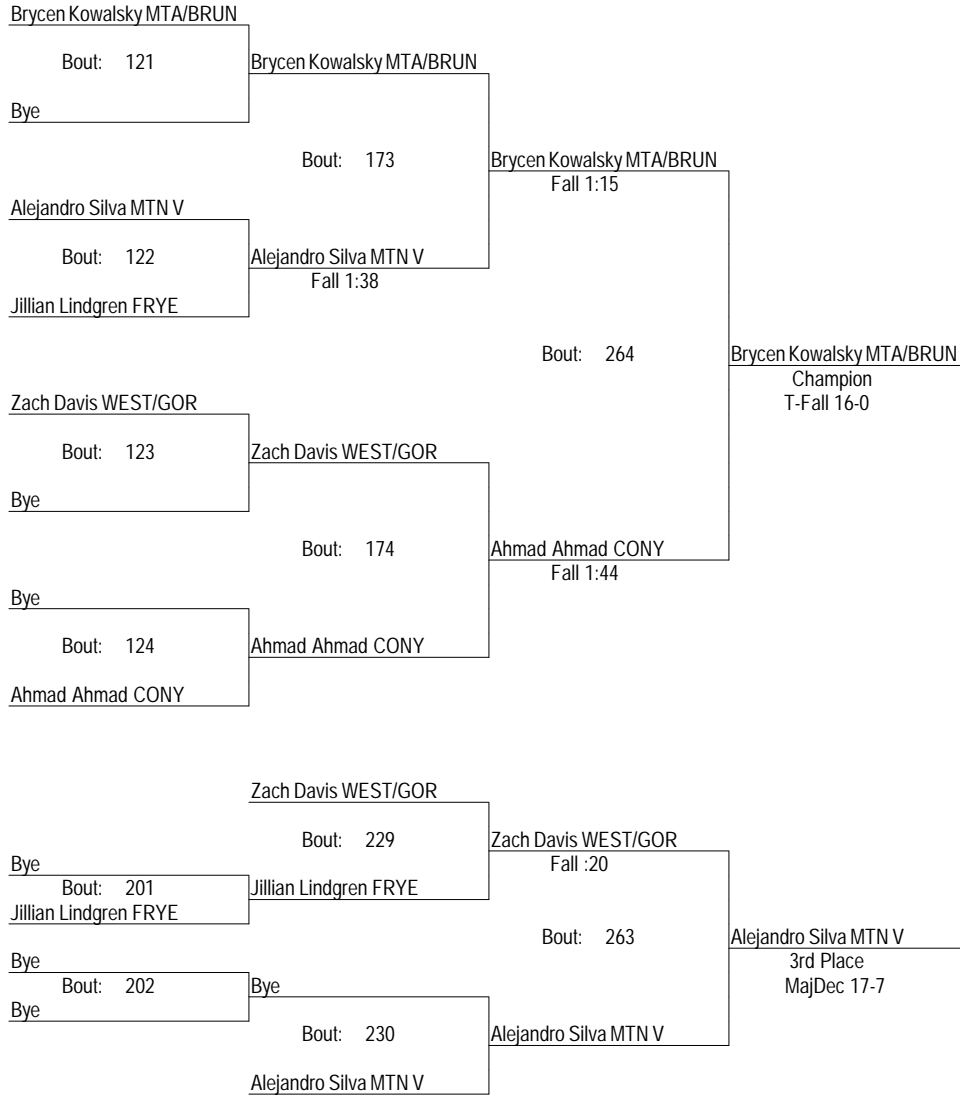 Brycen Kowalsky MTA/BRUN
Bout: 121
Brycen Kowalsky MTA/BRUN
Bye
Bout: 173
Brycen Kowalsky MTA/BRUN
Fall 1:15
Alejandro Silva MTN V
Bout: 122
Alejandro Silva MTN V
Fall 1:38
Jillian Lindgren FRYE
Bout: 264
Brycen Kowalsky MTA/BRUN
Champion
T-Fall 16-0
Zach Davis WEST/GOR
Bout: 123
Zach Davis WEST/GOR
Bye
Bout: 174
Ahmad Ahmad CONY
Fall 1:44
Bye
Bout: 124
Ahmad Ahmad CONY
Ahmad Ahmad CONY
Zach Davis WEST/GOR
Bout: 229
Zach Davis WEST/GOR
Fall :20
Bye
Bout: 201
Jillian Lindgren FRYE
Jillian Lindgren FRYE
Bout: 263
Alejandro Silva MTN V
3rd Place
MajDec 17-7
Bye
Bout: 202
Bye
Bye
Bout: 230
Alejandro Silva MTN V
Alejandro Silva MTN V